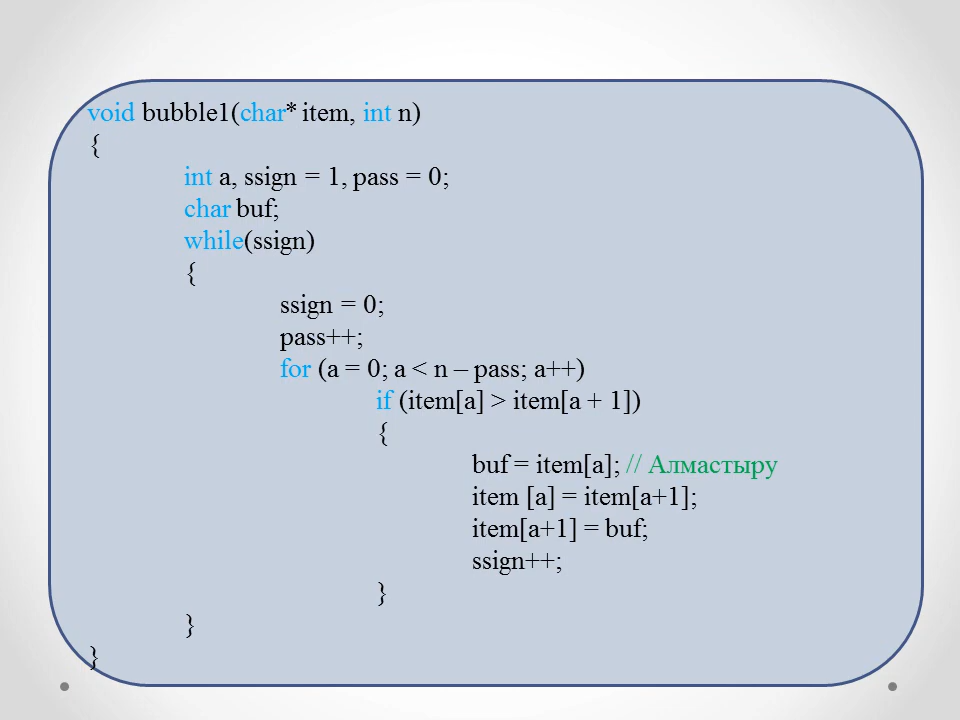 void bubble1(char* item, int n)
{
int a, ssign = 1, pass = 0;
char buf;
while(ssign)
{
ssign = 0;
pass++;
for (a = 0; a < n – pass; a++)
if (item[a] > item[a + 1])
{
buf = item[a]; // Алмастыру
item [a] = item[a+1];
item[a+1] = buf;
ssign++;
}
}
}